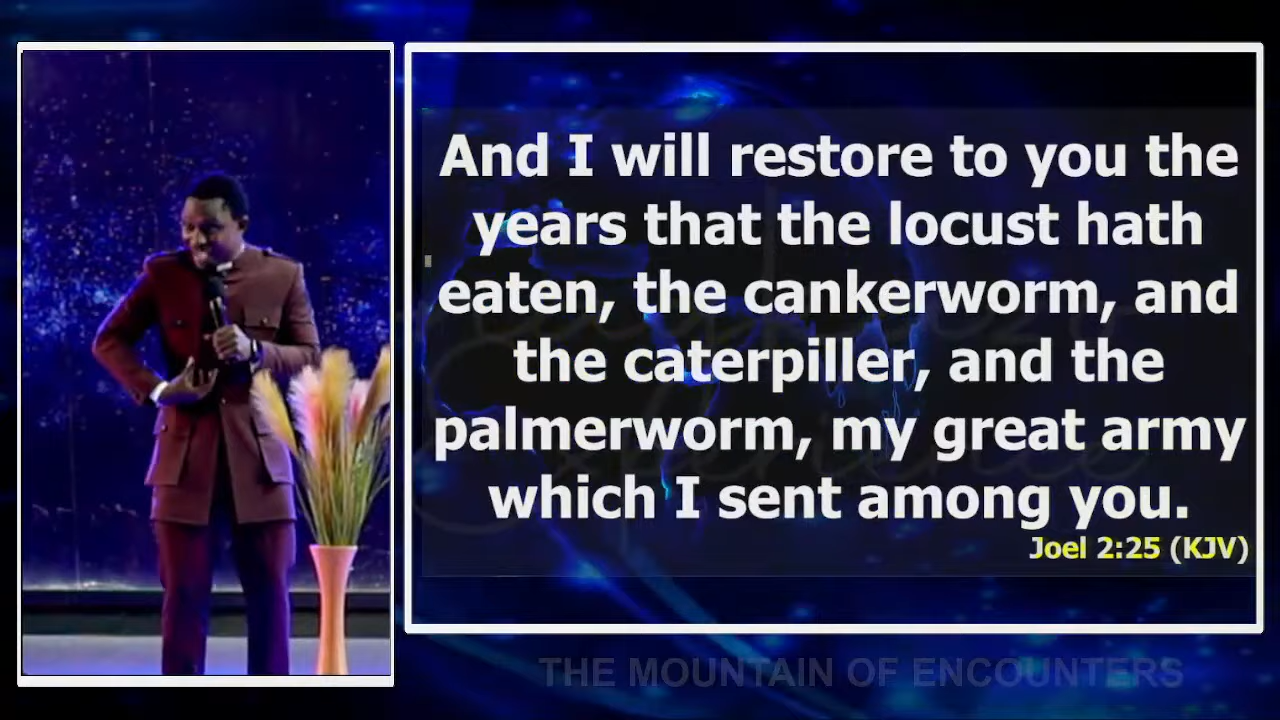 And I will restore to you the
years that the locust hath
eaten, the cankerworm, and
the caterpiller, and the
palmerworm, my great army
which I sent among you.
Joel 2:25 (KJV)
THE MOUNTAIN OF ENCOUNTERS